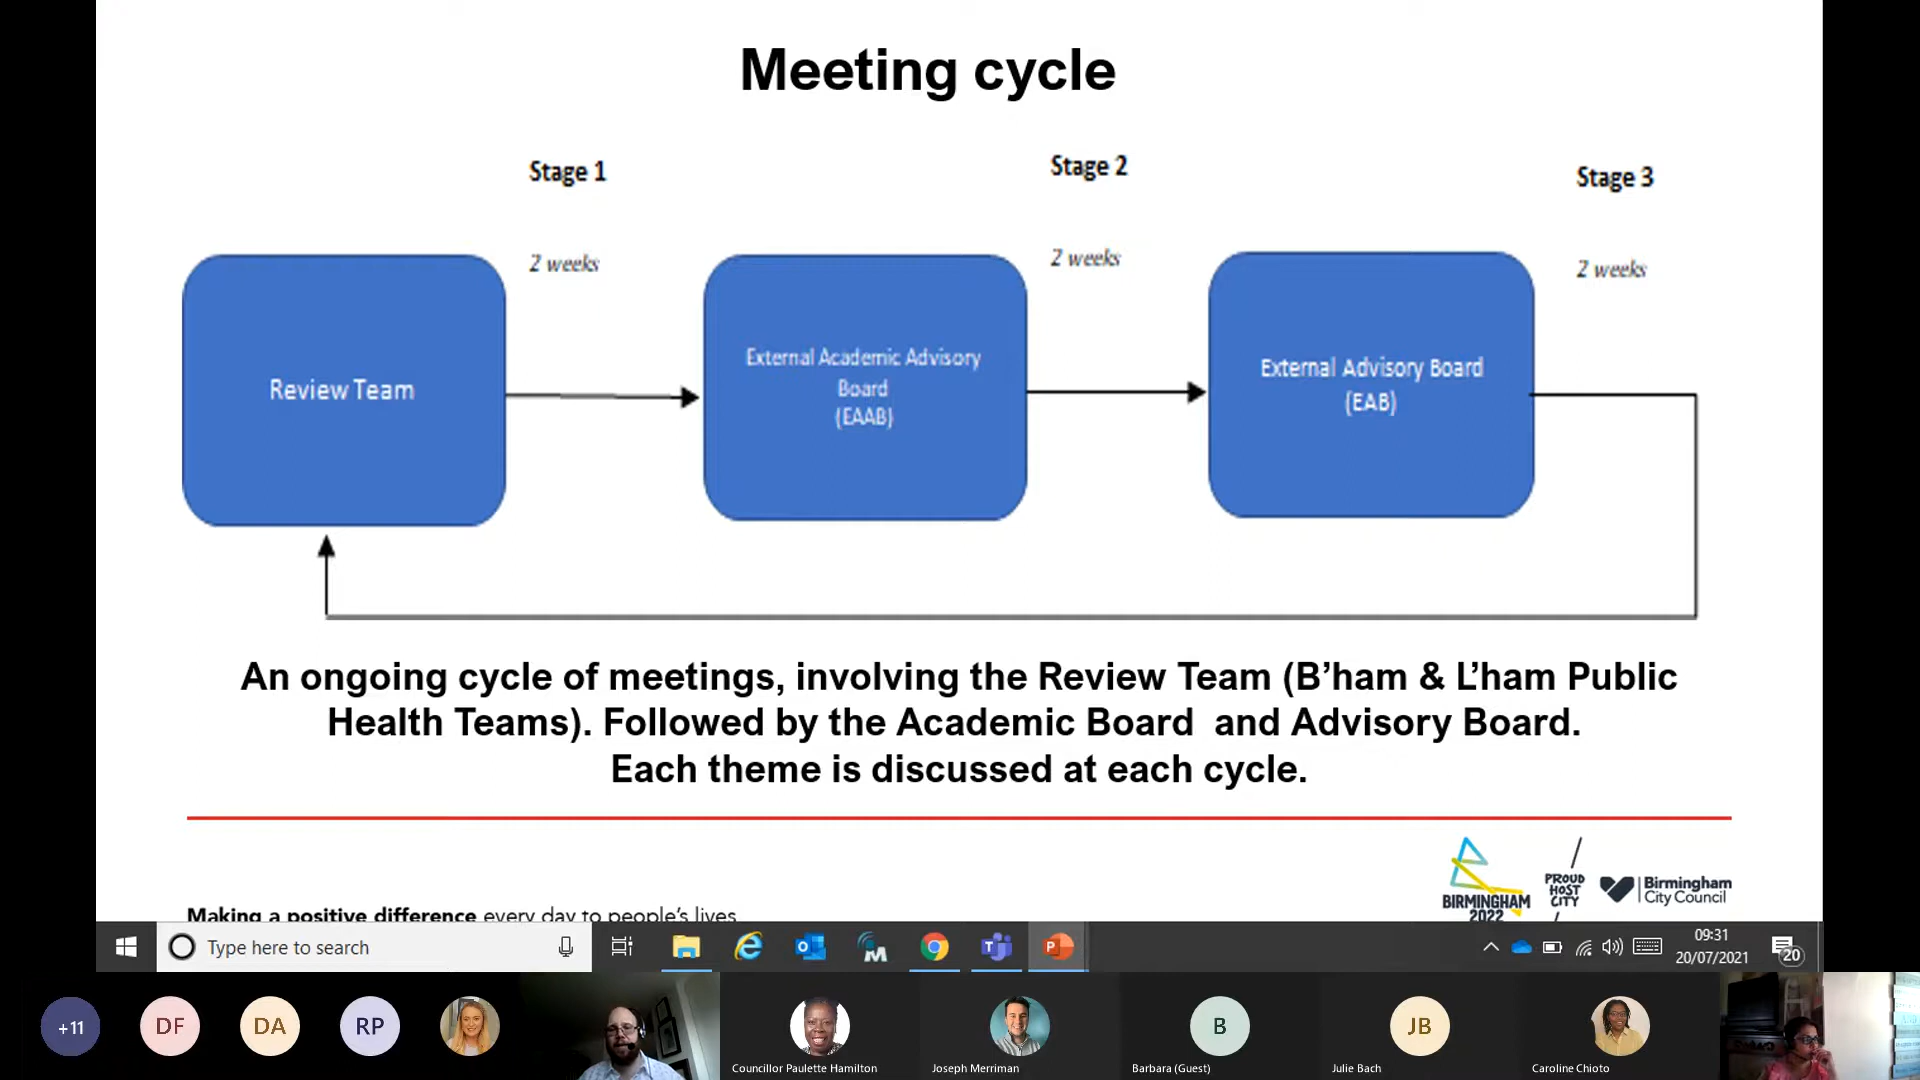 Meeting cycle
Stage 1
Stage 2
Stage 3
2 weeks
2 weeks
2 weeks
Review Team
External Academic Advisory
Board
(EAAB)
External Advisory Board
(EAB)
An ongoing cycle of meetings, involving the Review Team (B’ham & L’ham Public
Health Teams). Followed by the Academic Board and Advisory Board.
Each theme is discussed at each cycle.
Making a positive difference every day to people’s lives
BIRMINGHAM
2022
PROUD
HOST
CITY
Birmingham
City Council
Type here to search
09:31
20/07/2021
20
+11
DF
DA
RP
B
JB
Councillor Paulette Hamilton
Joseph Merriman
Barbara (Guest)
Julie Bach
Caroline Chioto